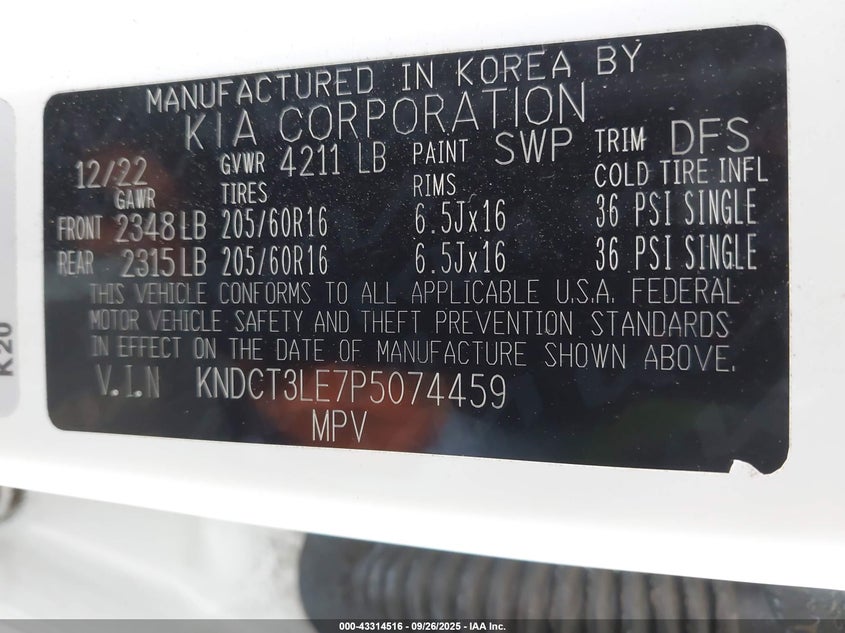 MANUFACTURED IN KOREA BY
KIA CORPORATION
12/22 GVWR 4211 LB PAINT SWP TRIM DFS
GAWR TIRES RIMS COLD TIRE INFL
FRONT 2348 LB 205/60R16 6.5Jx16 36 PSI SINGLE
REAR 2315 LB 205/60R16 6.5Jx16 36 PSI SINGLE
THIS VEHICLE CONFORMS TO ALL APPLICABLE U.S.A. FEDERAL
MOTOR VEHICLE SAFETY AND THEFT PREVENTION STANDARDS
IN EFFECT ON THE DATE OF MANUFACTURE SHOWN ABOVE.
V.I.N KNDCT3LE7P5074459
MPV
K20
000-43314516 - 09/26/2025 - IAA Inc.